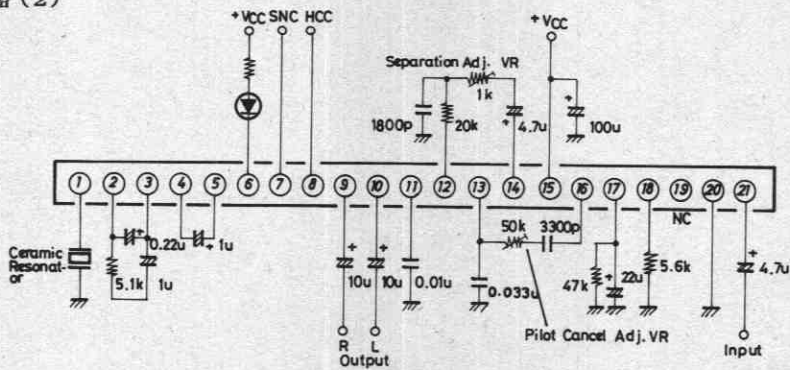 (2)
+VCC SNC HCC
+VCC
Separation Adj. VR
1k
1800p
20k
4.7u
100u
1 2 3 4 5 6 7 8 9 10 11 12 13 14 15 16 17 18 19 20 21
NC
Ceramic
Resonat-
or
0.22u
1u
5.1k
1u
10u
10u
0.01u
50k
3300p
0.033u
47k
22u
5.6k
4.7u
Pilot Cancel Adj. VR
R L
Output
Input